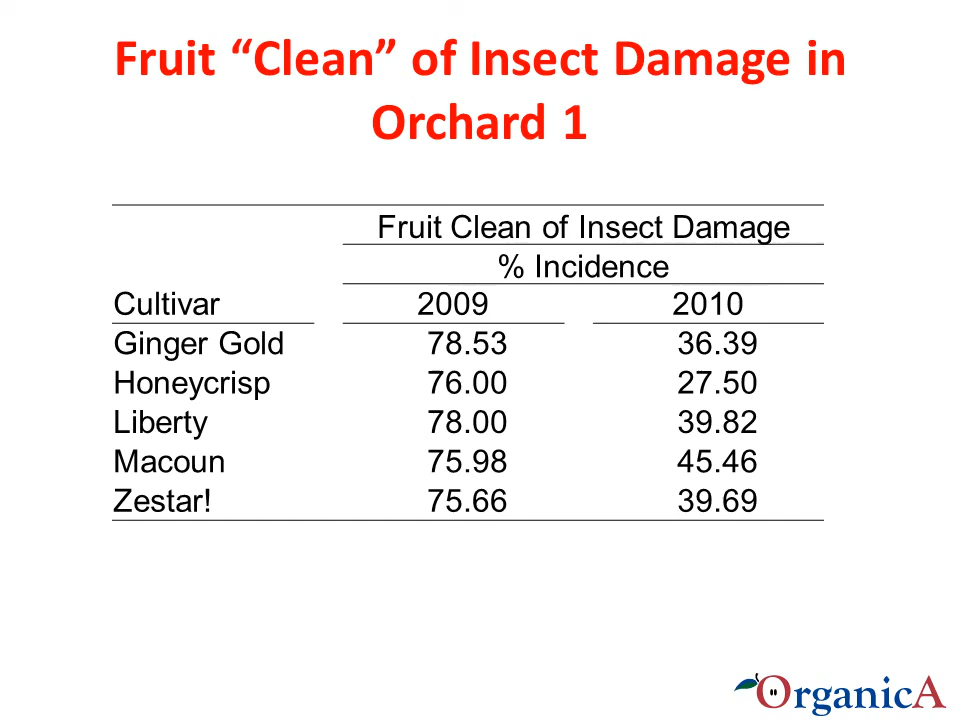 Fruit “Clean” of Insect Damage in
Orchard 1
Fruit Clean of Insect Damage
% Incidence
Cultivar 2009 2010
Ginger Gold 78.53 36.39
Honeycrisp 76.00 27.50
Liberty 78.00 39.82
Macoun 75.98 45.46
Zestar! 75.66 39.69
OrganicA